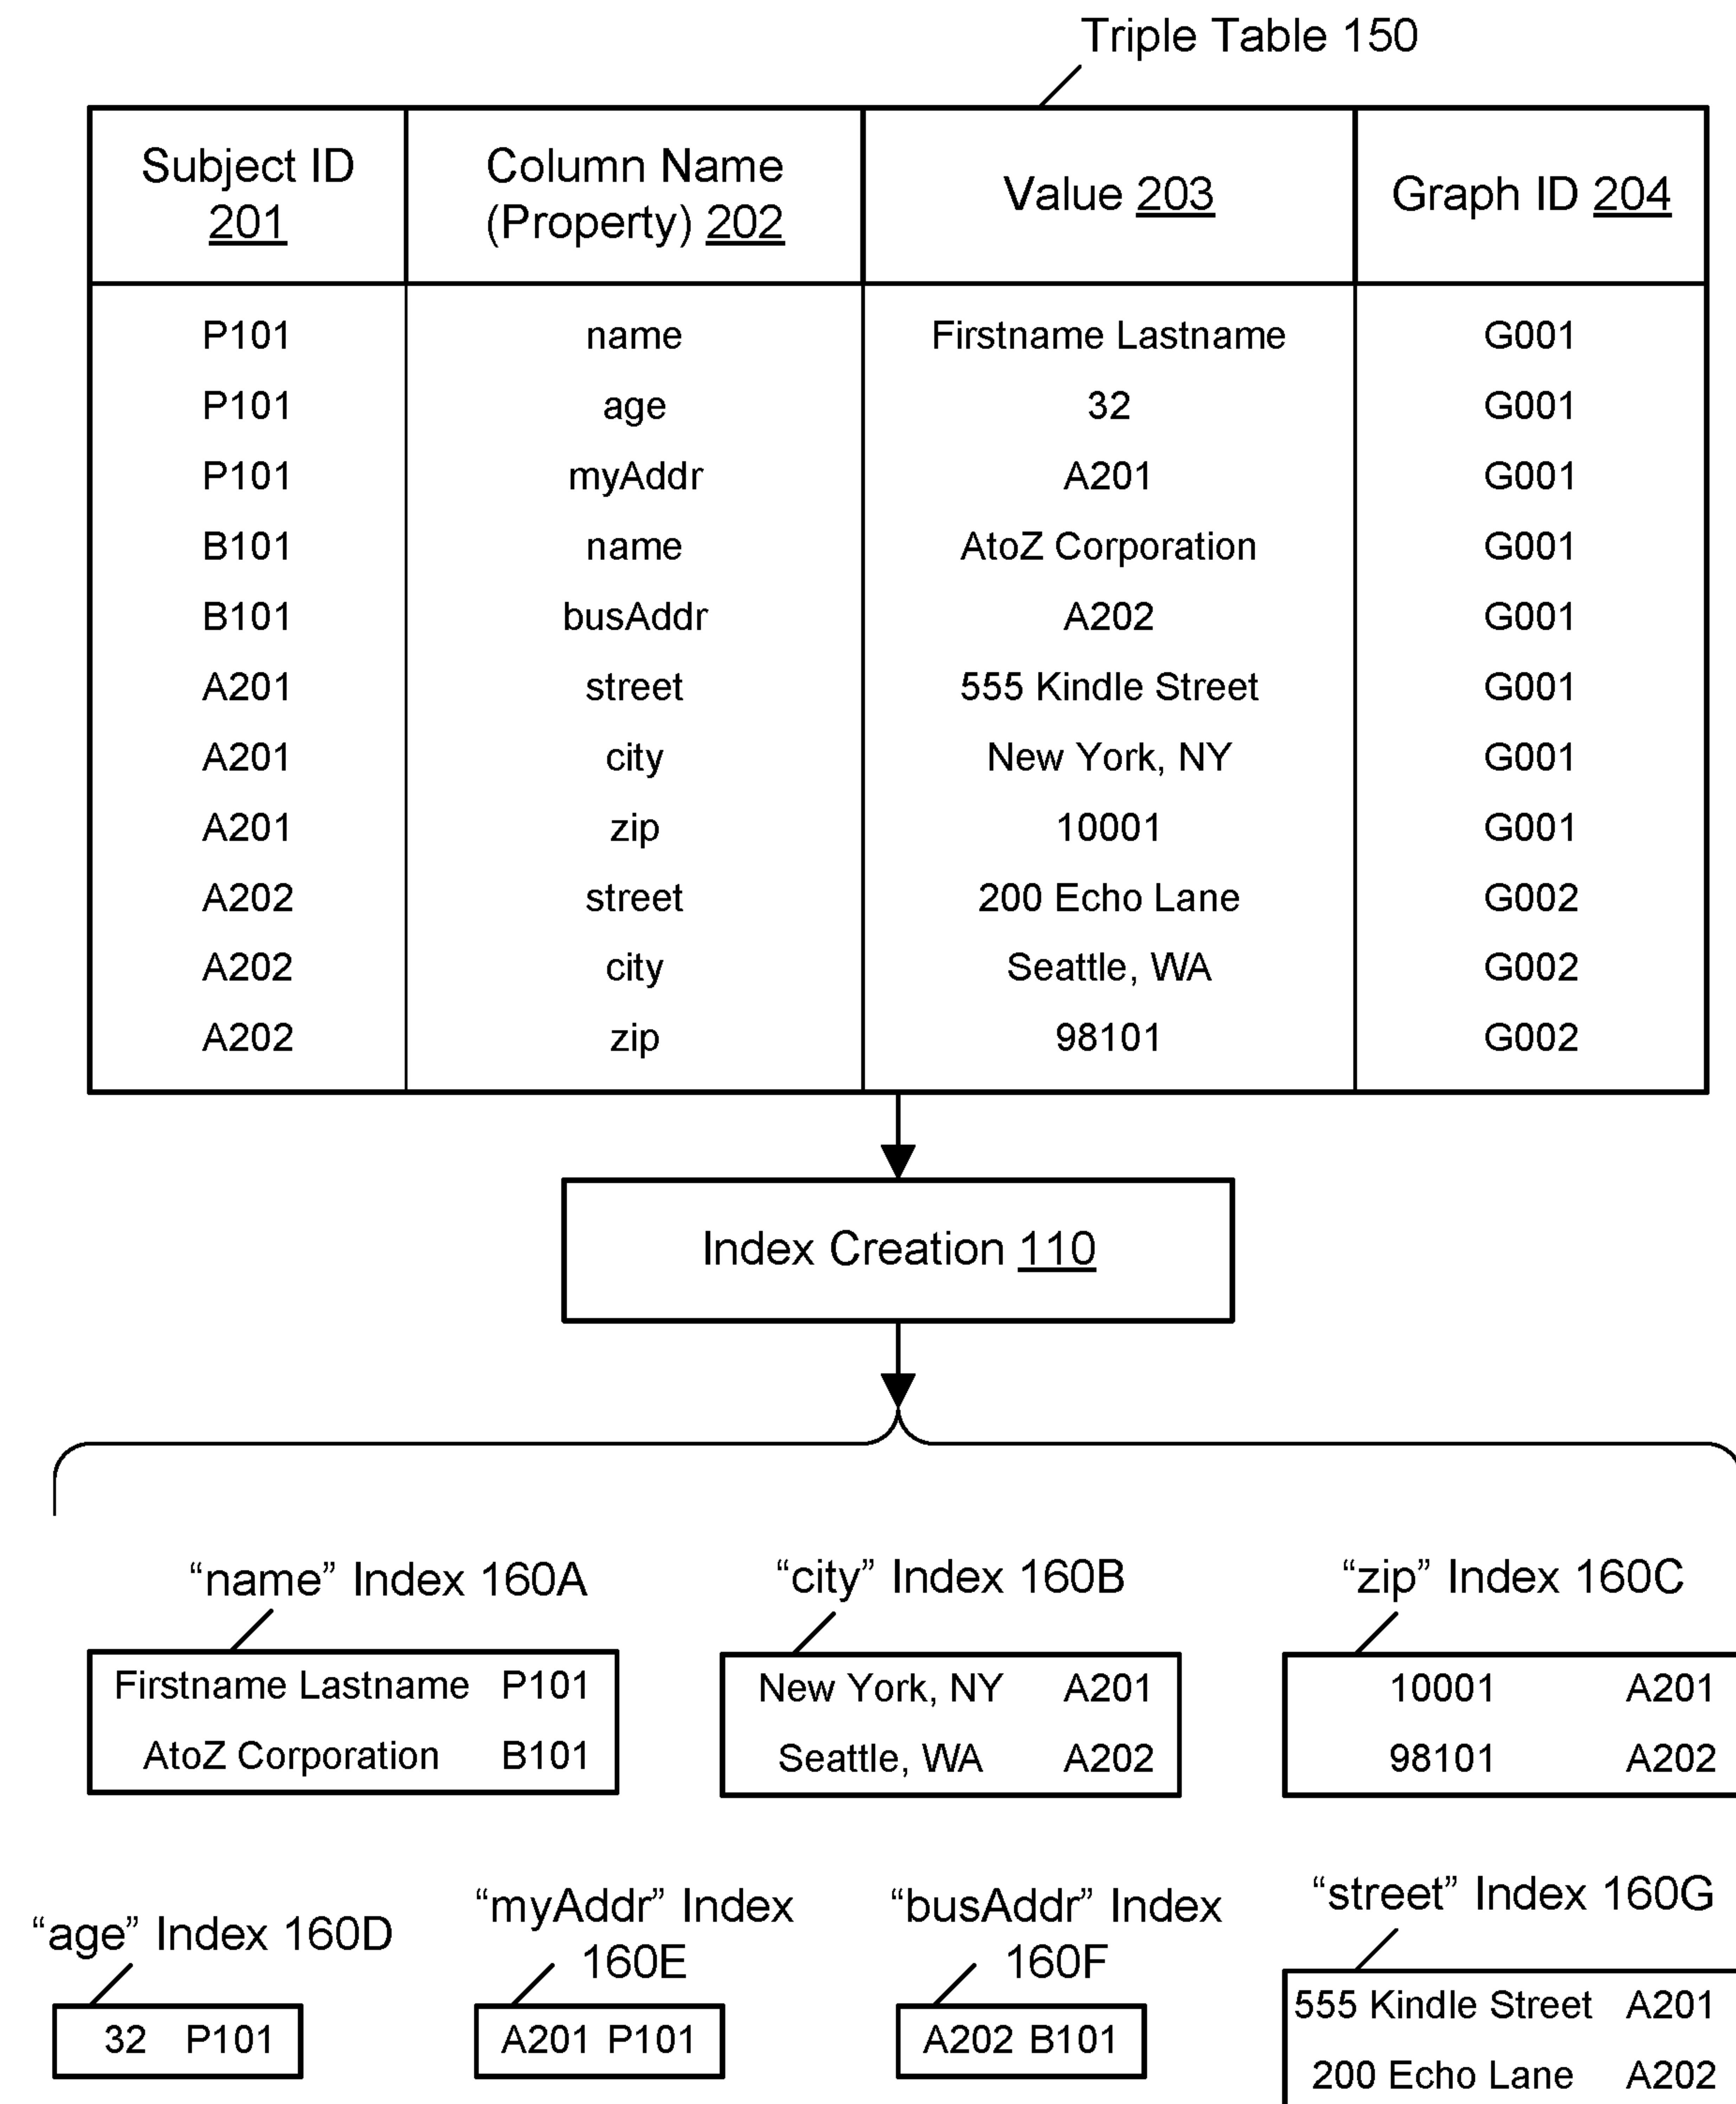 Triple Table 150
Subject ID 201 Column Name (Property) 202 Value 203 Graph ID 204
P101 name Firstname Lastname G001
P101 age 32 G001
P101 myAddr A201 G001
B101 name AtoZ Corporation G001
B101 busAddr A202 G001
A201 street 555 Kindle Street G001
A201 city New York, NY G001
A201 zip 10001 G001
A202 street 200 Echo Lane G002
A202 city Seattle, WA G002
A202 zip 98101 G002
Index Creation 110
“name” Index 160A
Firstname Lastname P101
AtoZ Corporation B101
“city” Index 160B
New York, NY A201
Seattle, WA A202
“zip” Index 160C
10001 A201
98101 A202
“age” Index 160D
32 P101
“myAddr” Index
160E
A201 P101
“busAddr” Index
160F
A202 B101
“street” Index 160G
555 Kindle Street A201
200 Echo Lane A202